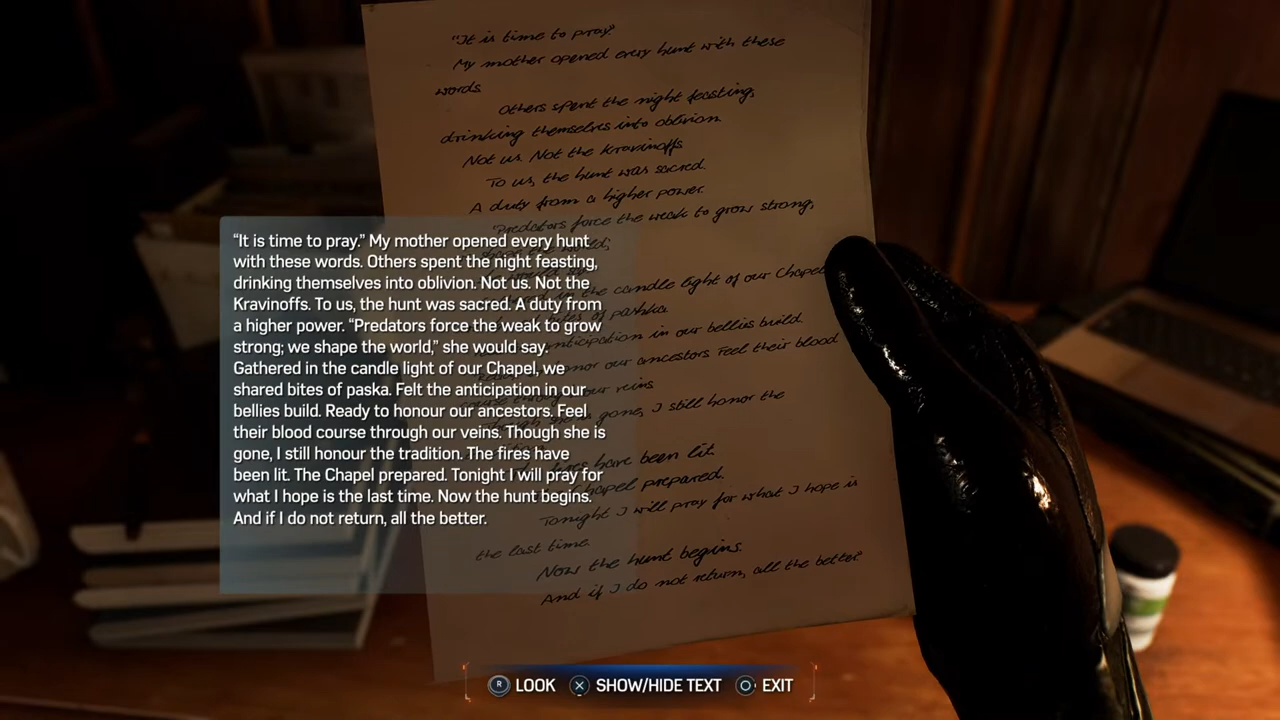 "It is time to pray"
My mother opened every hunt with these
words
Others spent the night feasting,
drinking themselves into oblivion
Not us. Not the Kravinoffs
To us, the hunt was sacred.
A duty from a higher power.
"Predators force the weak to grow strong,
candle light of our Chapel
bites of pashka
anticipation in our bellies build.
honor our ancestors. Feel their blood
course through our veins
gone, I still honor the
fires have been lit.
Chapel prepared.
Tonight I will pray for what I hope is
the last time.
Now the hunt begins.
And if I do not return, all the better."
“It is time to pray.” My mother opened every hunt
with these words. Others spent the night feasting,
drinking themselves into oblivion. Not us. Not the
Kravinoffs. To us, the hunt was sacred. A duty from
a higher power. “Predators force the weak to grow
strong; we shape the world,” she would say.
Gathered in the candle light of our Chapel, we
shared bites of paska. Felt the anticipation in our
bellies build. Ready to honour our ancestors. Feel
their blood course through our veins. Though she is
gone, I still honour the tradition. The fires have
been lit. The Chapel prepared. Tonight I will pray for
what I hope is the last time. Now the hunt begins.
And if I do not return, all the better.
R LOOK SHOW/HIDE TEXT EXIT